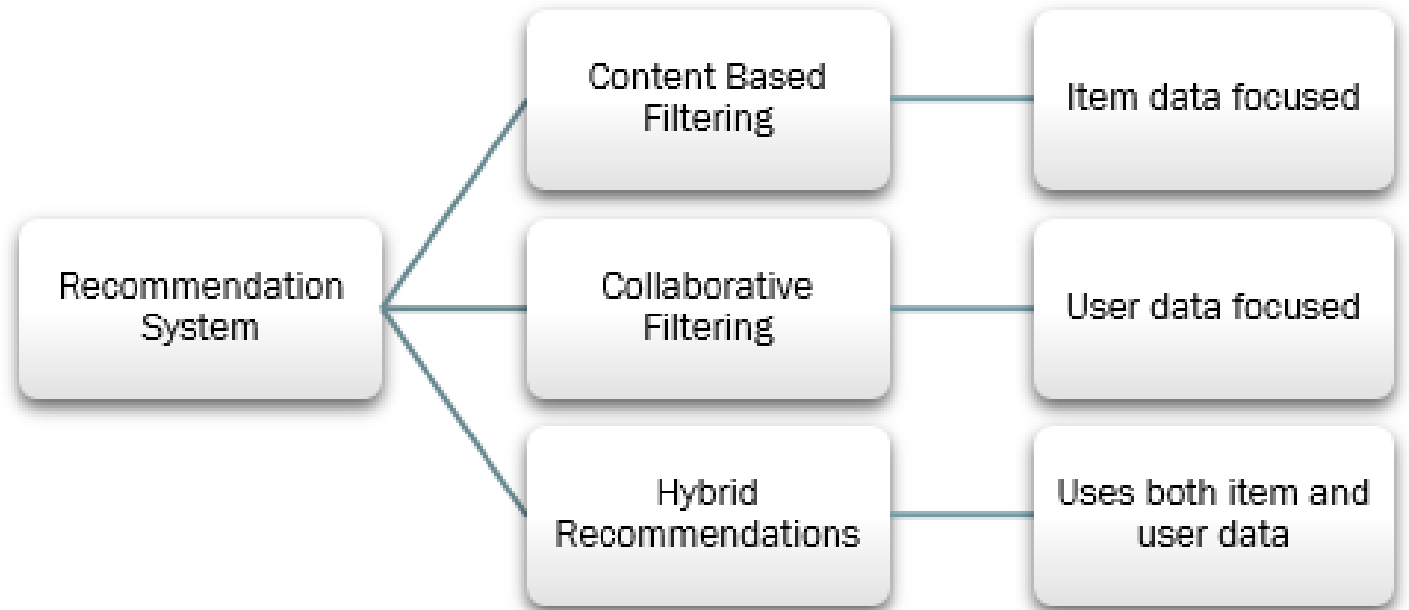 Recommendation
System
Content Based
Filtering
Item data focused
Collaborative
Filtering
User data focused
Hybrid
Recommendations
Uses both item and
user data